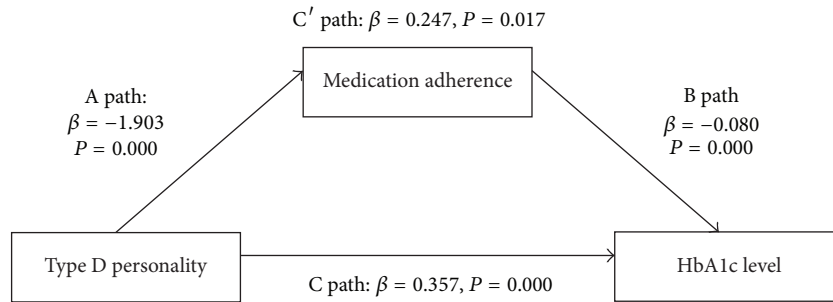 C′ path: β = 0.247, P = 0.017
Medication adherence
A path:
β = −1.903
P = 0.000
B path
β = −0.080
P = 0.000
Type D personality
C path: β = 0.357, P = 0.000
HbA1c level